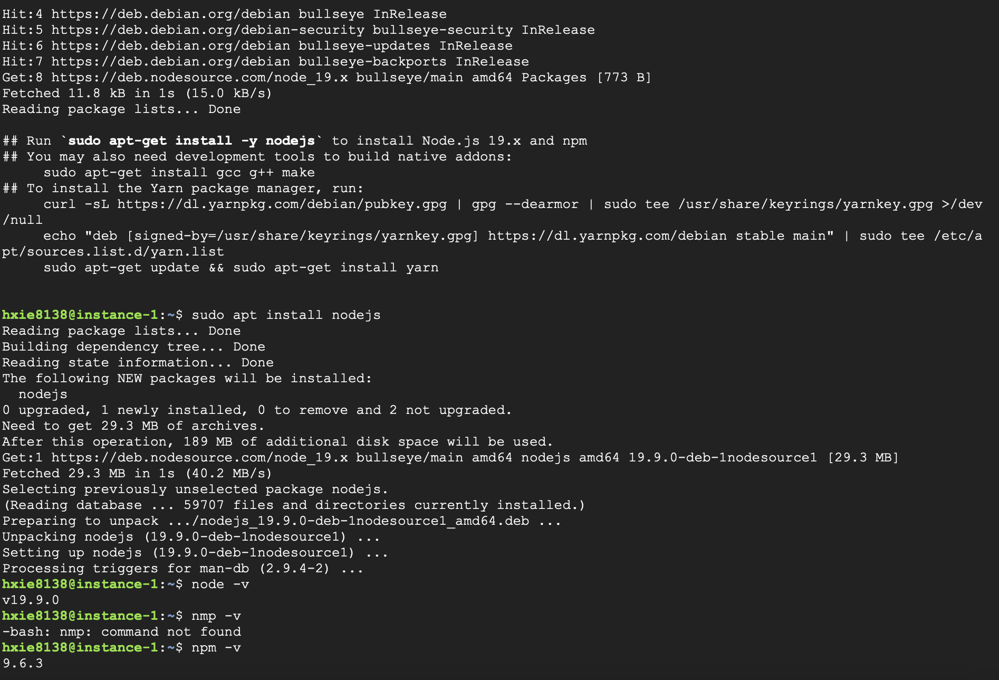 Hit:4 https://deb.debian.org/debian bullseye InRelease
Hit:5 https://deb.debian.org/debian-security bullseye-security InRelease
Hit:6 https://deb.debian.org/debian bullseye-updates InRelease
Hit:7 https://deb.debian.org/debian bullseye-backports InRelease
Get:8 https://deb.nodesource.com/node_19.x bullseye/main amd64 Packages [773 B]
Fetched 11.8 kB in 1s (15.0 kB/s)
Reading package lists... Done
## Run `sudo apt-get install -y nodejs` to install Node.js 19.x and npm
## You may also need development tools to build native addons:
     sudo apt-get install gcc g++ make
## To install the Yarn package manager, run:
     curl -sL https://dl.yarnpkg.com/debian/pubkey.gpg | gpg --dearmor | sudo tee /usr/share/keyrings/yarnkey.gpg >/dev
/null
     echo "deb [signed-by=/usr/share/keyrings/yarnkey.gpg] https://dl.yarnpkg.com/debian stable main" | sudo tee /etc/a
pt/sources.list.d/yarn.list
     sudo apt-get update && sudo apt-get install yarn
hxie8138@instance-1:~$ sudo apt install nodejs
Reading package lists... Done
Building dependency tree... Done
Reading state information... Done
The following NEW packages will be installed:
  nodejs
0 upgraded, 1 newly installed, 0 to remove and 2 not upgraded.
Need to get 29.3 MB of archives.
After this operation, 189 MB of additional disk space will be used.
Get:1 https://deb.nodesource.com/node_19.x bullseye/main amd64 nodejs amd64 19.9.0-deb-1nodesource1 [29.3 MB]
Fetched 29.3 MB in 1s (40.2 MB/s)
Selecting previously unselected package nodejs.
(Reading database ... 59707 files and directories currently installed.)
Preparing to unpack .../nodejs_19.9.0-deb-1nodesource1_amd64.deb ...
Unpacking nodejs (19.9.0-deb-1nodesource1) ...
Setting up nodejs (19.9.0-deb-1nodesource1) ...
Processing triggers for man-db (2.9.4-2) ...
hxie8138@instance-1:~$ node -v
v19.9.0
hxie8138@instance-1:~$ nmp -v
-bash: nmp: command not found
hxie8138@instance-1:~$ npm -v
9.6.3